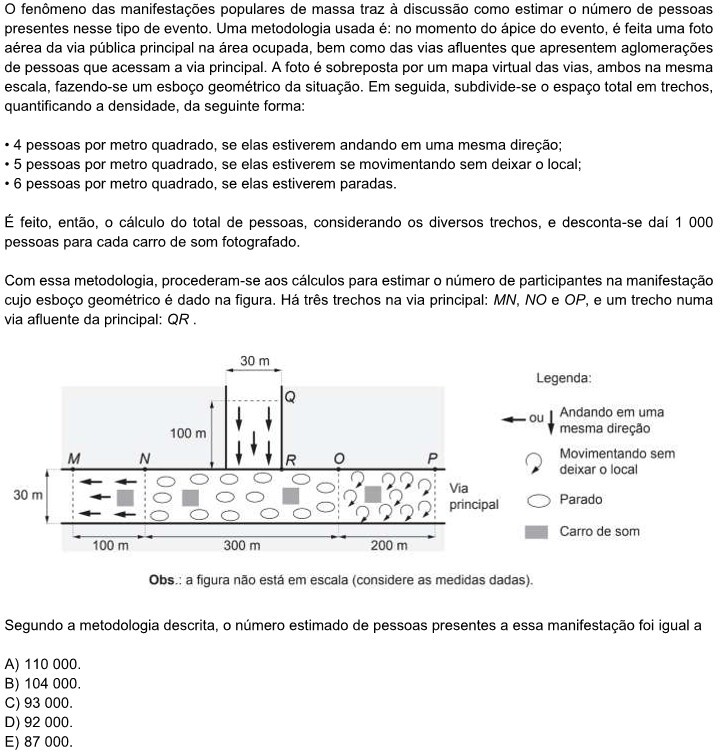 O fenômeno das manifestações populares de massa traz à discussão como estimar o número de pessoas
presentes nesse tipo de evento. Uma metodologia usada é: no momento do ápice do evento, é feita uma foto
aérea da via pública principal na área ocupada, bem como das vias afluentes que apresentem aglomerações
de pessoas que acessam a via principal. A foto é sobreposta por um mapa virtual das vias, ambos na mesma
escala, fazendo-se um esboço geométrico da situação. Em seguida, subdivide-se o espaço total em trechos,
quantificando a densidade, da seguinte forma:
• 4 pessoas por metro quadrado, se elas estiverem andando em uma mesma direção;
• 5 pessoas por metro quadrado, se elas estiverem se movimentando sem deixar o local;
• 6 pessoas por metro quadrado, se elas estiverem paradas.
É feito, então, o cálculo do total de pessoas, considerando os diversos trechos, e desconta-se daí 1 000
pessoas para cada carro de som fotografado.
Com essa metodologia, procederam-se aos cálculos para estimar o número de participantes na manifestação
cujo esboço geométrico é dado na figura. Há três trechos na via principal: MN, NO e OP, e um trecho numa
via afluente da principal: QR .
30 m
Q
100 m
M
N
R
O
P
30 m
Via
principal
100 m
300 m
200 m
Legenda:
ou
Andando em uma
mesma direção
Movimentando sem
deixar o local
Parado
Carro de som
Obs.: a figura não está em escala (considere as medidas dadas).
Segundo a metodologia descrita, o número estimado de pessoas presentes a essa manifestação foi igual a
A) 110 000.
B) 104 000.
C) 93 000.
D) 92 000.
E) 87 000.